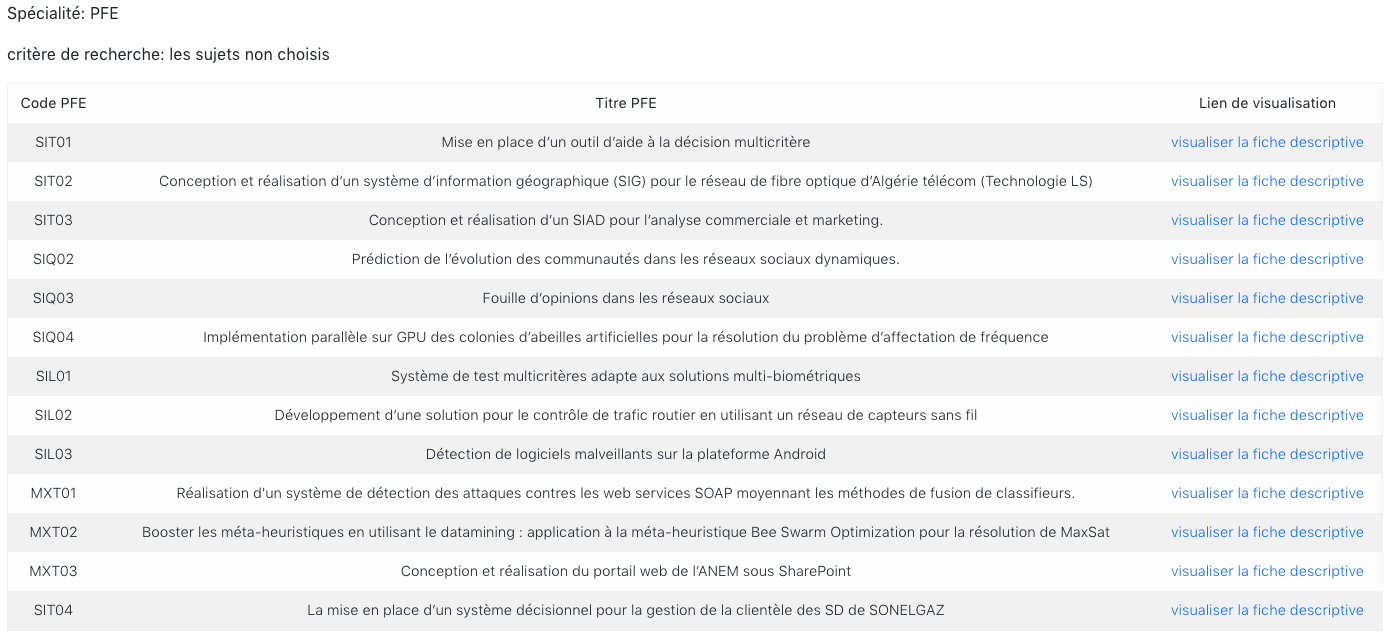 Spécialité: PFE
critère de recherche: les sujets non choisis
Code PFE Titre PFE Lien de visualisation
SIT01 Mise en place d’un outil d’aide à la décision multicritère visualiser la fiche descriptive
SIT02 Conception et réalisation d’un système d’information géographique (SIG) pour le réseau de fibre optique d’Algérie télécom (Technologie LS) visualiser la fiche descriptive
SIT03 Conception et réalisation d’un SIAD pour l’analyse commerciale et marketing. visualiser la fiche descriptive
SIQ02 Prédiction de l’évolution des communautés dans les réseaux sociaux dynamiques. visualiser la fiche descriptive
SIQ03 Fouille d’opinions dans les réseaux sociaux visualiser la fiche descriptive
SIQ04 Implémentation parallèle sur GPU des colonies d’abeilles artificielles pour la résolution du problème d’affectation de fréquence visualiser la fiche descriptive
SIL01 Système de test multicritères adapte aux solutions multi-biométriques visualiser la fiche descriptive
SIL02 Développement d’une solution pour le contrôle de trafic routier en utilisant un réseau de capteurs sans fil visualiser la fiche descriptive
SIL03 Détection de logiciels malveillants sur la plateforme Android visualiser la fiche descriptive
MXT01 Réalisation d'un système de détection des attaques contres les web services SOAP moyennant les méthodes de fusion de classifieurs. visualiser la fiche descriptive
MXT02 Booster les méta-heuristiques en utilisant le datamining : application à la méta-heuristique Bee Swarm Optimization pour la résolution de MaxSat visualiser la fiche descriptive
MXT03 Conception et réalisation du portail web de l’ANEM sous SharePoint visualiser la fiche descriptive
SIT04 La mise en place d’un système décisionnel pour la gestion de la clientèle des SD de SONELGAZ visualiser la fiche descriptive